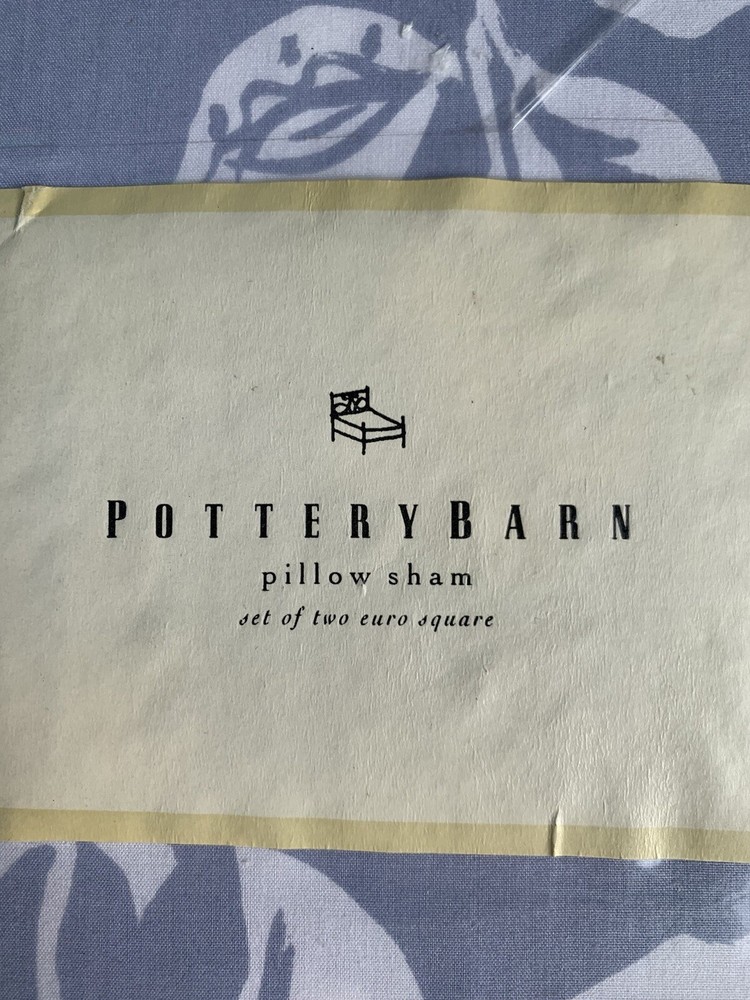 POTTERYBARN
pillow sham
set of two euro square